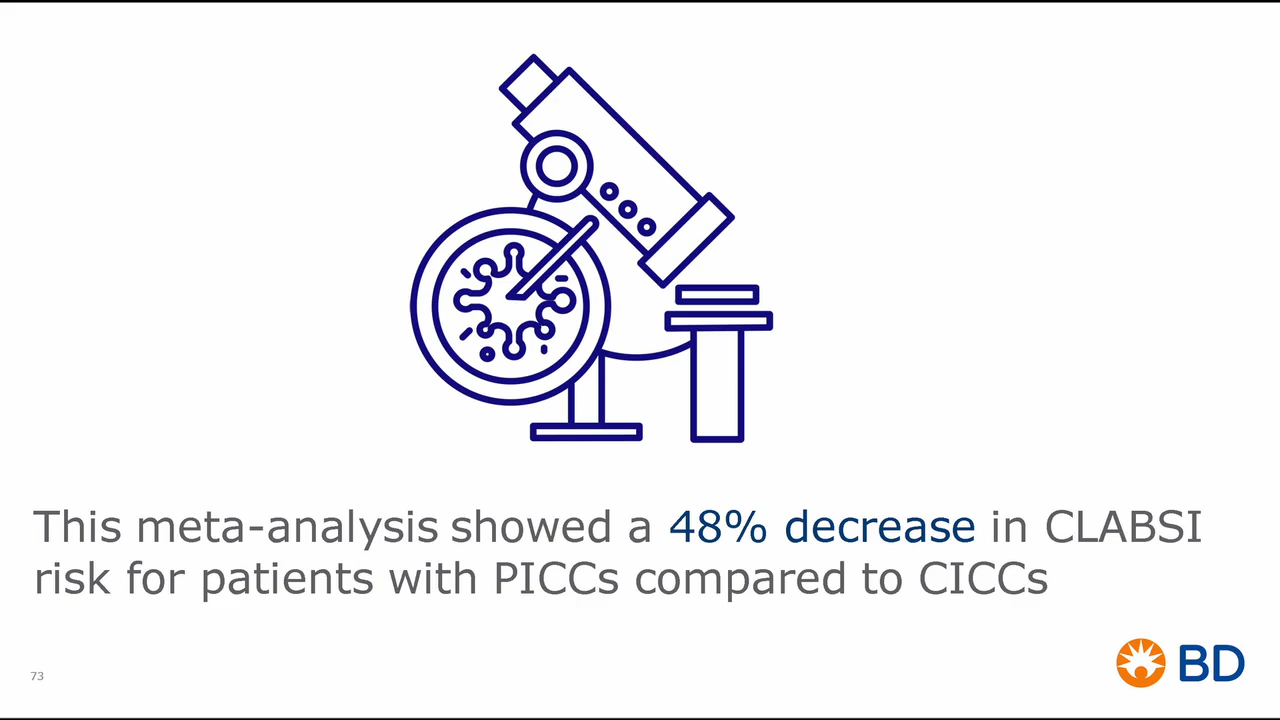 This meta-analysis showed a 48% decrease in CLABSI
risk for patients with PICCs compared to CICCs
73
BD